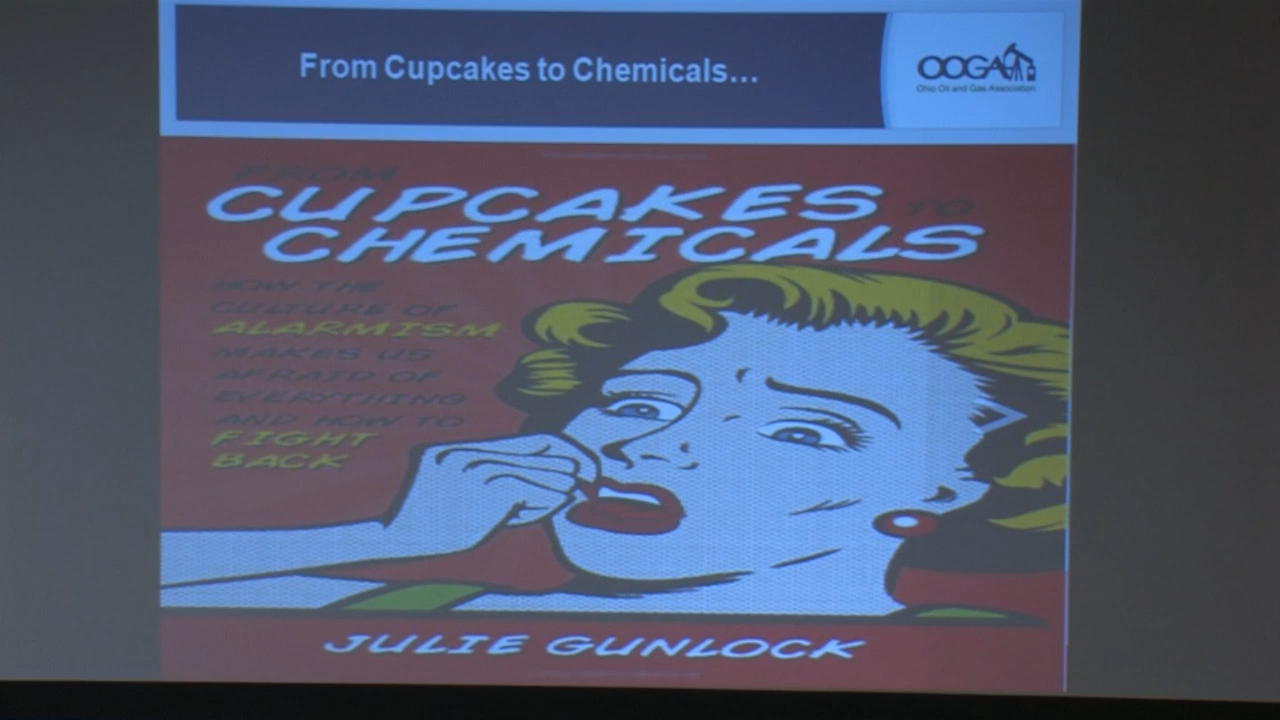 From Cupcakes to Chemicals...
OOGA
Ohio Oil and Gas Association
FROM
CUPCAKES TO
CHEMICALS
HOW THE
CULTURE OF
ALARMISM
MAKES US
AFRAID OF
EVERYTHING
AND HOW TO
FIGHT
BACK
JULIE GUNLOCK